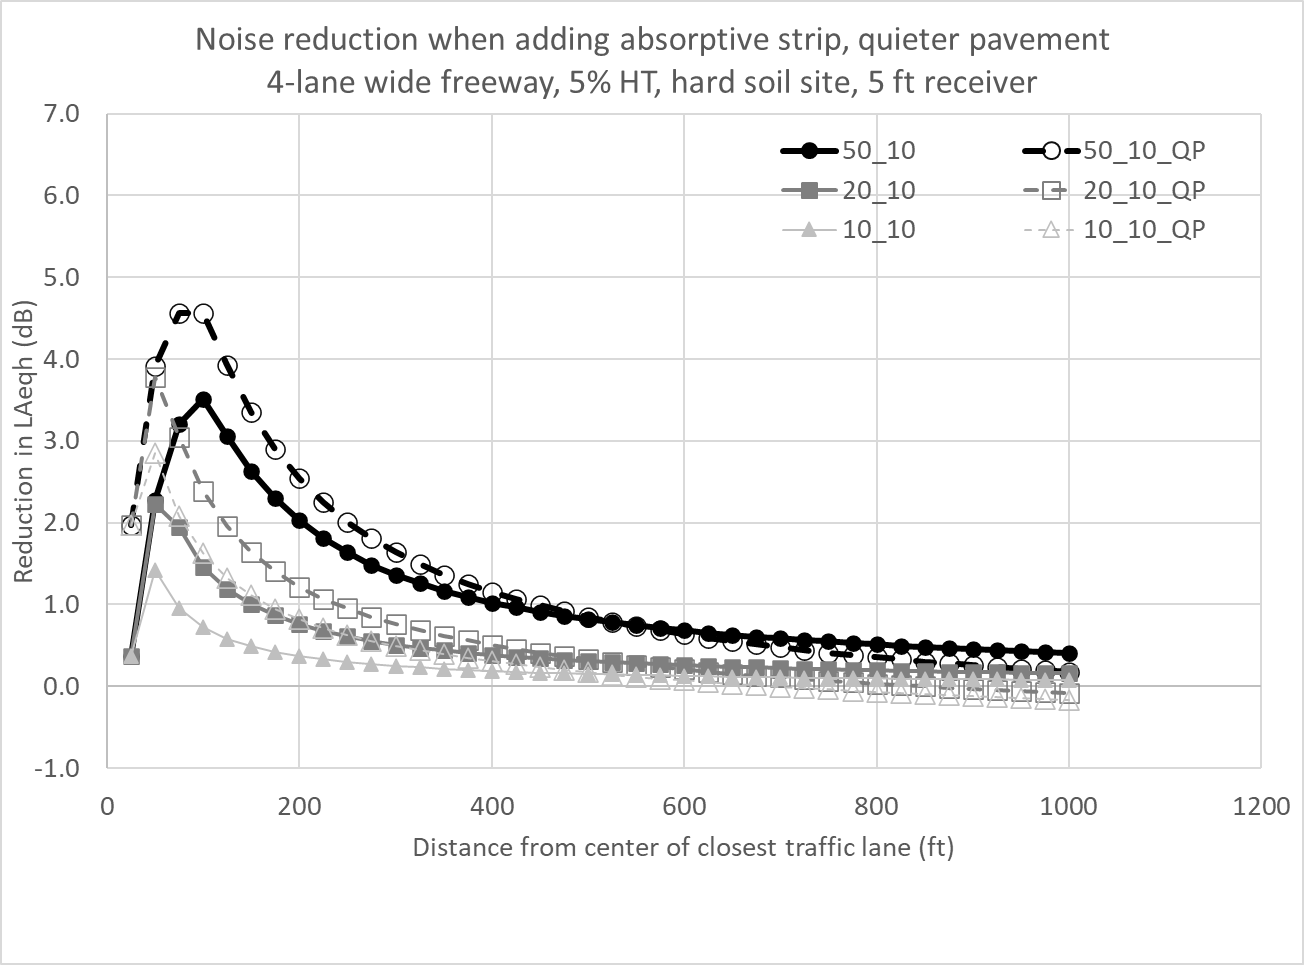 Noise reduction when adding absorptive strip, quieter pavement
4-lane wide freeway, 5% HT, hard soil site, 5 ft receiver
7.0
6.0
5.0
4.0
3.0
2.0
1.0
0.0
-1.0
Reduction in LAeqh (dB)
50_10 50_10_QP
20_10 20_10_QP
10_10 10_10_QP
0 200 400 600 800 1000 1200
Distance from center of closest traffic lane (ft)